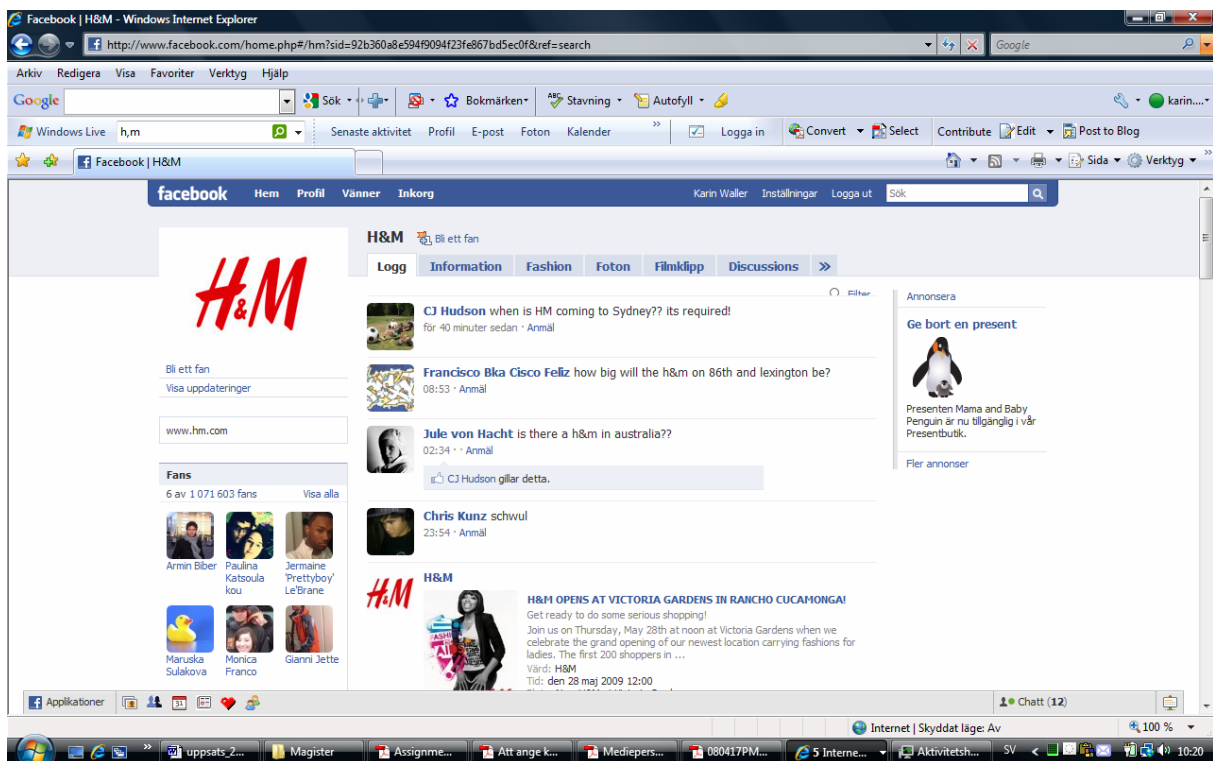 Facebook | H&M - Windows Internet Explorer
http://www.facebook.com/home.php#/hm?sid=92b360a8e594f9094f23fe867bd5ec0f&ref=search
Google
Arkiv Redigera Visa Favoriter Verktyg Hjälp
Google Sök Bokmärken ABC Stavning Autofyll karin....
Windows Live h,m Senaste aktivitet Profil E-post Foton Kalender » Logga in Convert Select Contribute Edit Post to Blog
Facebook | H&M Sida Verktyg »
facebook Hem Profil Vänner Inkorg Karin Waller Inställningar Logga ut Sök
H&M
H&M Bli ett fan
Logg Information Fashion Foton Filmklipp Discussions »
Filter
CJ Hudson when is HM coming to Sydney?? its required!
för 40 minuter sedan · Anmäl
Francisco Bka Cisco Feliz how big will the h&m on 86th and lexington be?
08:53 · Anmäl
Jule von Hacht is there a h&m in australia??
02:34 · · Anmäl
CJ Hudson gillar detta.
Chris Kunz schwul
23:54 · Anmäl
H&M
H&M
H&M OPENS AT VICTORIA GARDENS IN RANCHO CUCAMONGA!
Get ready to do some serious shopping!
Join us on Thursday, May 28th at noon at Victoria Gardens when we
celebrate the grand opening of our newest location carrying fashions for
ladies. The first 200 shoppers in ...
Värd: H&M
Tid: den 28 maj 2009 12:00
Bli ett fan
Visa uppdateringar
www.hm.com
Fans
6 av 1 071 603 fans Visa alla
Armin Biber
Paulina
Katsoula
kou
Jermaine
'Prettyboy'
Le'Brane
Maruska
Sulakova
Monica
Franco
Gianni Jette
Annonsera
Ge bort en present
Presenten Mama and Baby
Penguin är nu tillgänglig i vår
Presentbutik.
Fler annonser
Applikationer 31 Chatt (12)
Internet | Skyddat läge: Av 100 %
» uppsats_2... Magister Assignme... Att ange k... Mediepers... 080417PM... 5 Interne... Aktivitetsh... SV 10:20